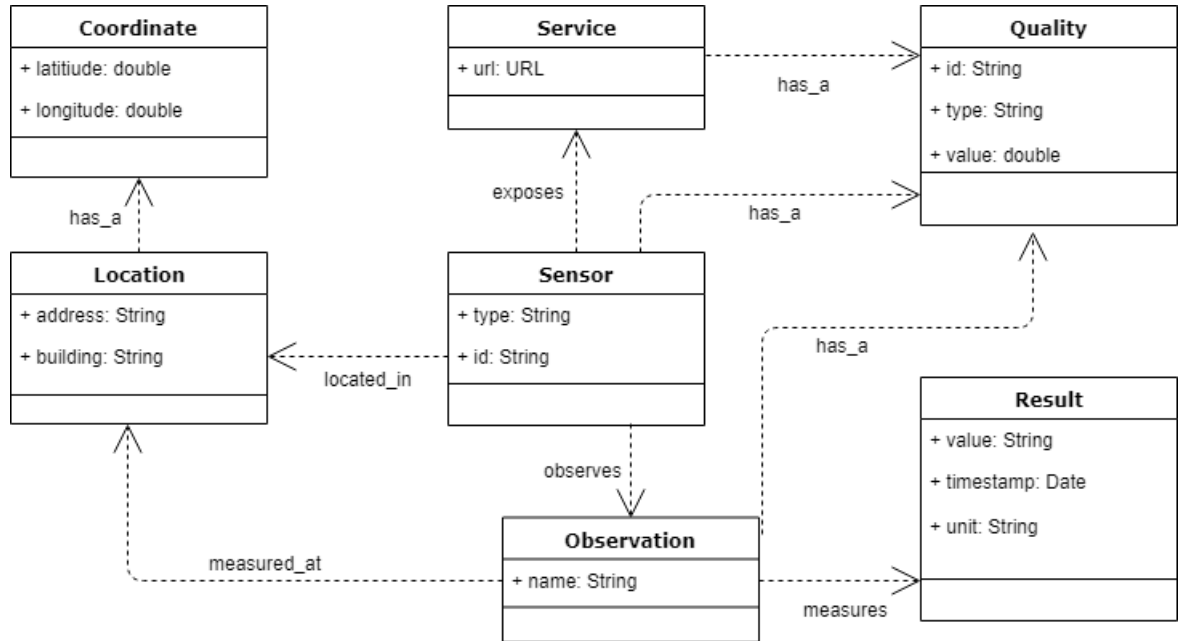 Coordinate
+ latitiude: double
+ longitude: double
Service
+ url: URL
Quality
+ id: String
+ type: String
+ value: double
has_a
exposes
has_a
has_a
Location
+ address: String
+ building: String
Sensor
+ type: String
+ id: String
located_in
has_a
Result
+ value: String
+ timestamp: Date
+ unit: String
observes
Observation
+ name: String
measured_at
measures